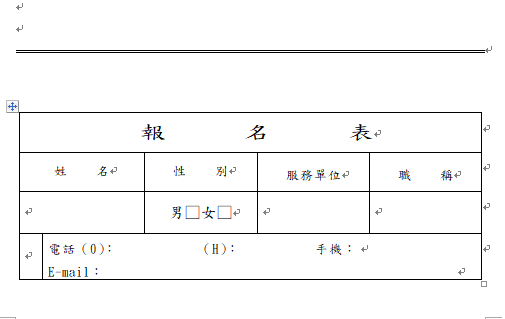 報 名 表
姓 名 性 別 服務單位 職 稱
男□女□
電話(O): (H): 手機:
E-mail: